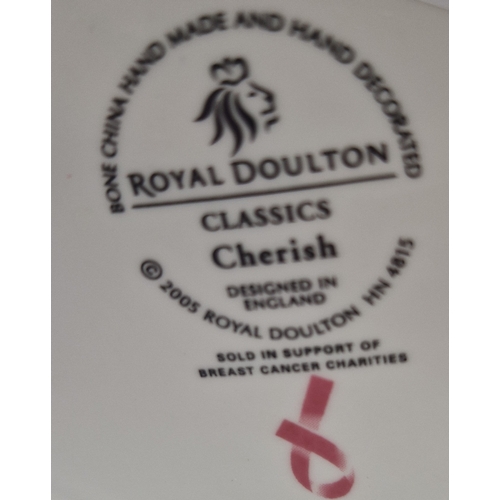 BONE CHINA HAND MADE AND HAND DECORATED
ROYAL DOULTON
CLASSICS
Cherish
DESIGNED IN
ENGLAND
© 2005 ROYAL DOULTON HN 4815
SOLD IN SUPPORT OF
BREAST CANCER CHARITIES